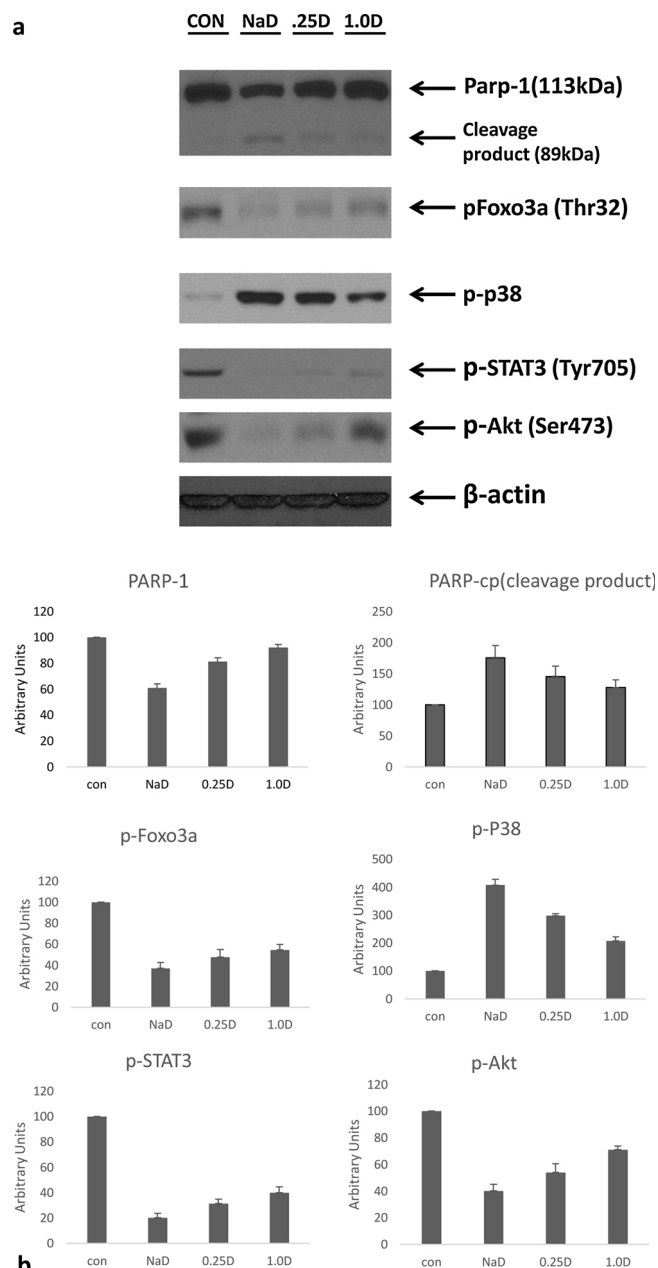 a
CON NaD .25D 1.0D
Parp-1(113kDa)
Cleavage
product (89kDa)
pFoxo3a (Thr32)
p-p38
p-STAT3 (Tyr705)
p-Akt (Ser473)
β-actin
PARP-1
Arbitrary Units
120
100
80
60
40
20
0
con NaD 0.25D 1.0D
PARP-cp(cleavage product)
Arbitrary Units
250
200
150
100
50
0
con NaD 0.25D 1.0D
p-Foxo3a
Arbitrary Units
120
100
80
60
40
20
0
con NaD 0.25D 1.0D
p-P38
Arbitrary Units
500
400
300
200
100
0
con NaD 0.25D 1.0D
p-STAT3
Arbitrary Units
120
100
80
60
40
20
0
con NaD 0.25D 1.0D
p-Akt
Arbitrary Units
120
100
80
60
40
20
0
con NaD 0.25D 1.0D
b